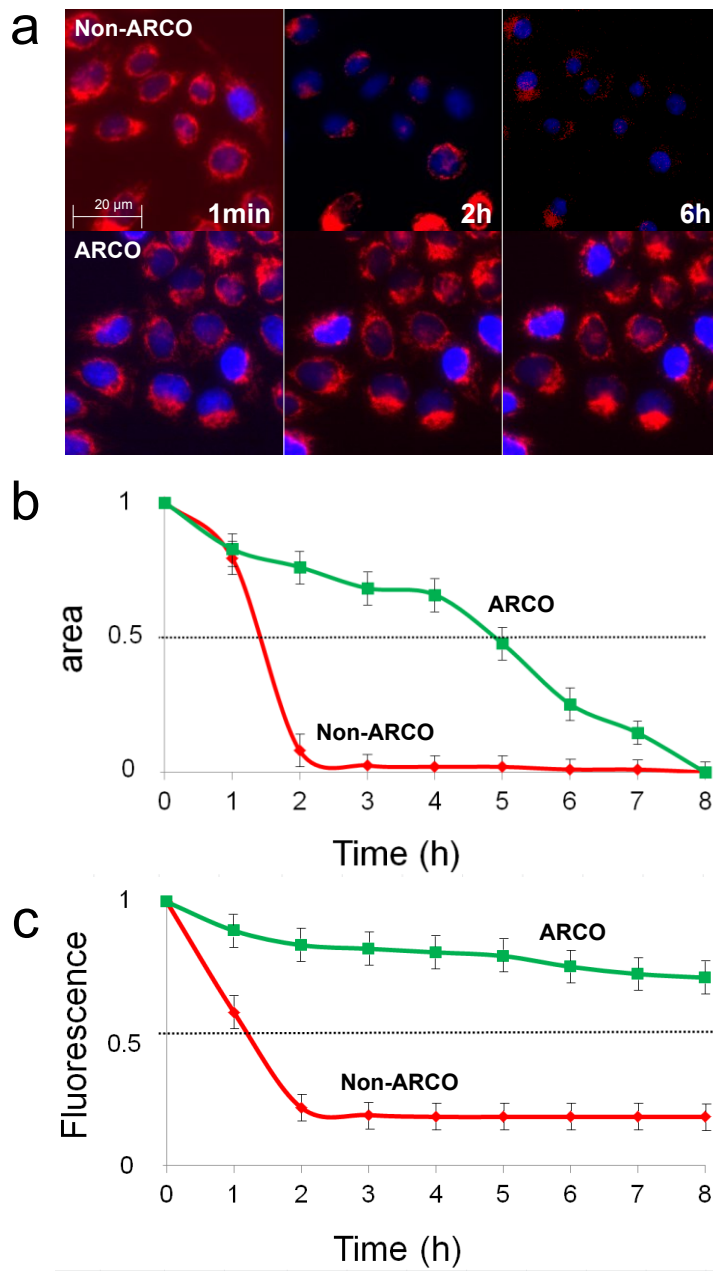 a
Non-ARCO
20 µm
1min
2h
6h
ARCO
b
1
0.5
0
area
ARCO
Non-ARCO
0 1 2 3 4 5 6 7 8
Time (h)
c
1
0.5
0
Fluorescence
ARCO
Non-ARCO
0 1 2 3 4 5 6 7 8
Time (h)